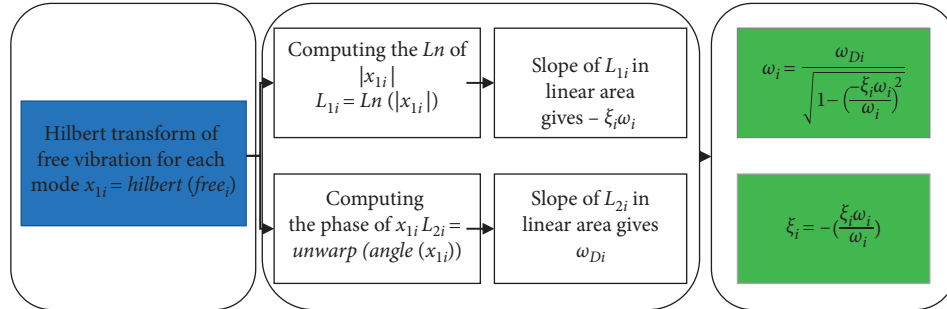 Hilbert transform of
free vibration for each
mode x₁ᵢ = hilbert (freeᵢ)
Computing the Ln of
|x₁ᵢ|
L₁ᵢ = Ln (|x₁ᵢ|)
Slope of L₁ᵢ in
linear area
gives – ξᵢωᵢ
Computing
the phase of x₁ᵢ L₂ᵢ =
unwarp (angle (x₁ᵢ))
Slope of L₂ᵢ in
linear area gives
ω_Di
ωᵢ = ω_Di / √(1 – (–ξᵢωᵢ / ωᵢ)²)
ξᵢ = –(ξᵢωᵢ / ωᵢ)